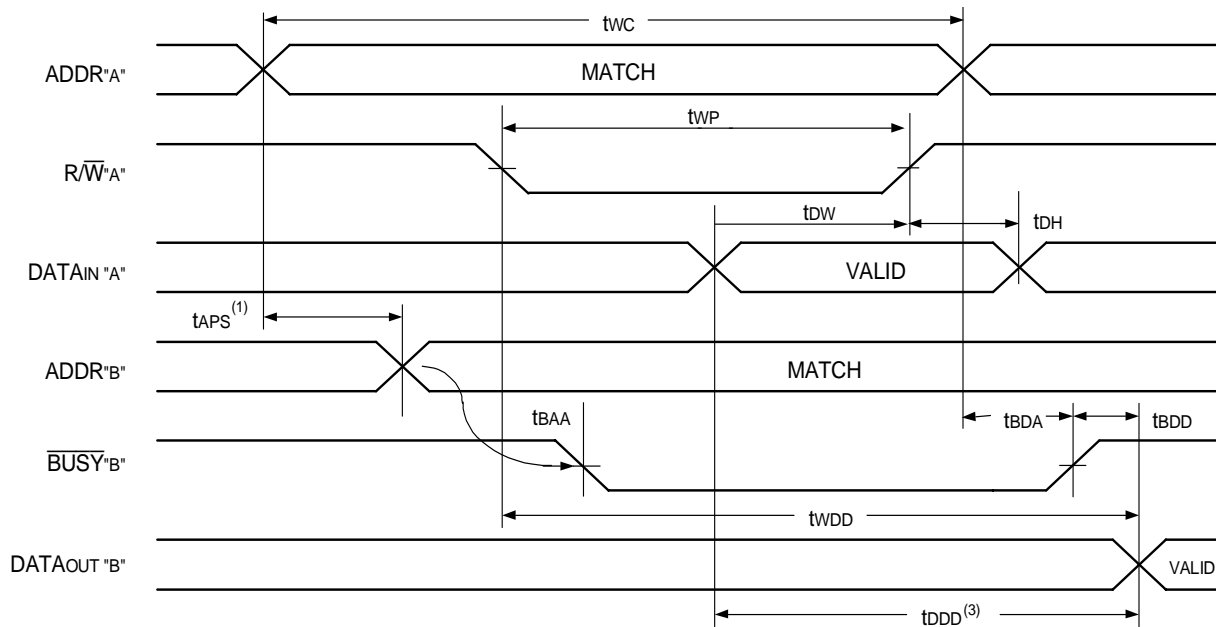 tWC
ADDR"A"
MATCH
tWP
R/W̅"A"
tDW
tDH
DATAIN "A"
VALID
tAPS(1)
ADDR"B"
MATCH
tBAA
tBDA
tBDD
B̅U̅S̅Y̅"B"
tWDD
DATAOUT "B"
VALID
tDDD(3)